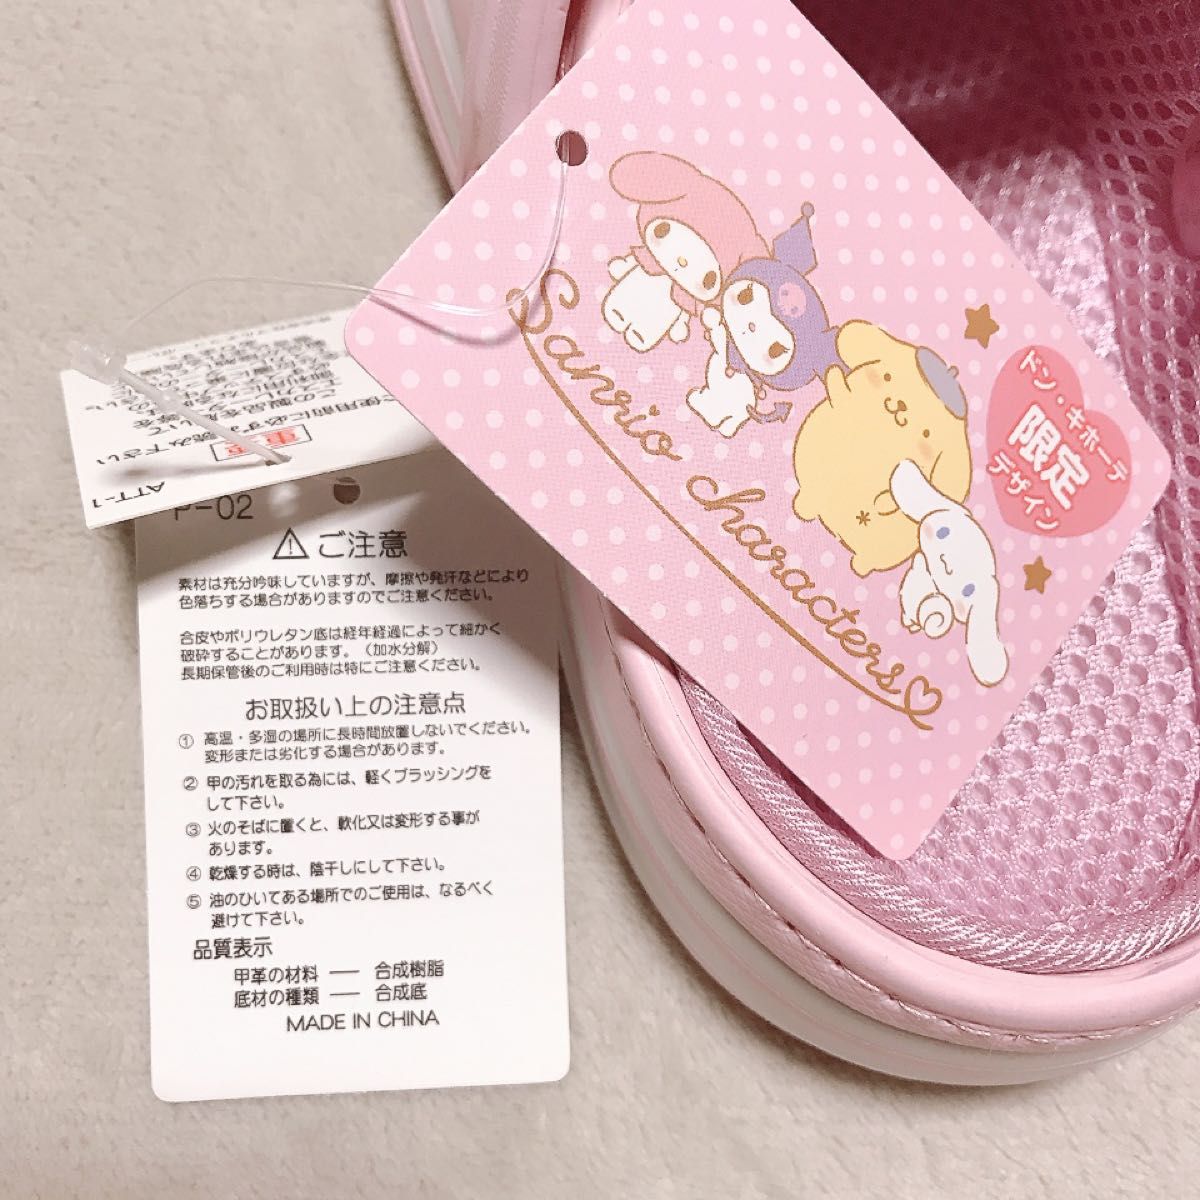 Sanrio characters
ドン・キホーテ
限定
デザイン
重要
ATT-1
P-02
⚠ご注意
素材は充分吟味していますが、摩擦や発汗などにより
色落ちする場合がありますのでご注意ください。
合皮やポリウレタン底は経年経過によって細かく
破砕することがあります。(加水分解)
長期保管後のご利用時は特にご注意ください。
お取扱い上の注意点
① 高温・多湿の場所に長時間放置しないでください。
変形または劣化する場合があります。
② 甲の汚れを取る為には、軽くブラッシングを
して下さい。
③ 火のそばに置くと、軟化又は変形する事が
あります。
④ 乾燥する時は、陰干しにして下さい。
⑤ 油のひいてある場所でのご使用は、なるべく
避けて下さい。
品質表示
甲革の材料 ── 合成樹脂
底材の種類 ── 合成底
MADE IN CHINA